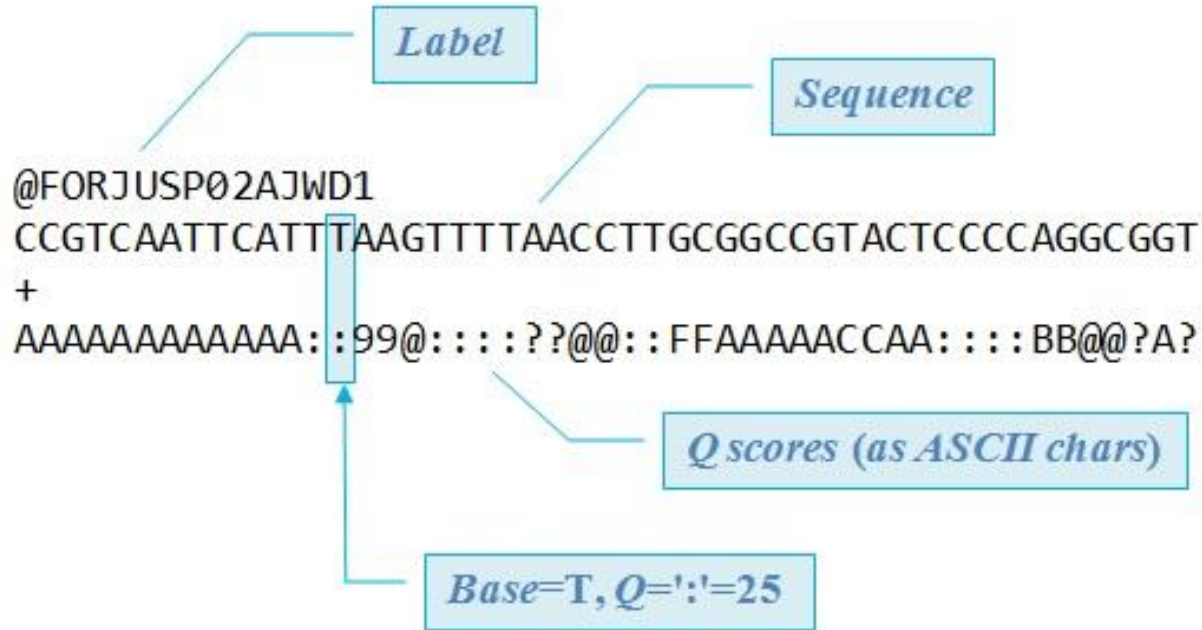 Label
Sequence
@FORJUSP02AJWD1
CCGTCAATTCATTTAAGTTTTAACCTTGCGGCCGTACTCCCCAGGCGGT
+
AAAAAAAAAAAA::99@::::??@@::FFAAAAACCAA::::BB@@?A?
Q scores (as ASCII chars)
Base=T, Q=':'=25